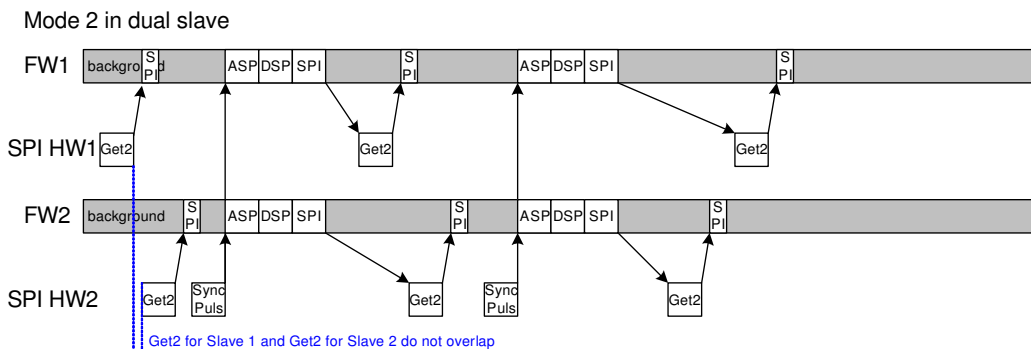 Mode 2 in dual slave
FW1
background
S
PI
ASP DSP SPI
S
PI
ASP DSP SPI
S
PI
SPI HW1
Get2
Get2
Get2
FW2
background
S
PI
ASP DSP SPI
S
PI
ASP DSP SPI
S
PI
SPI HW2
Get2
Sync
Puls
Get2
Sync
Puls
Get2
Get2 for Slave 1 and Get2 for Slave 2 do not overlap